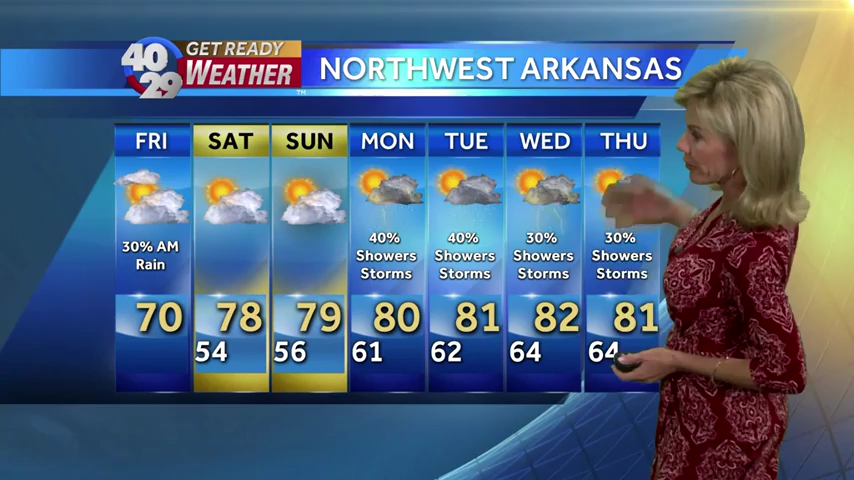 40
29
GET READY
WEATHER
™
NORTHWEST ARKANSAS
FRI SAT SUN MON TUE WED THU
30% AM
Rain
40%
Showers
Storms
40%
Showers
Storms
30%
Showers
Storms
30%
Showers
Storms
70 78 79 80 81 82 81
54 56 61 62 64 64